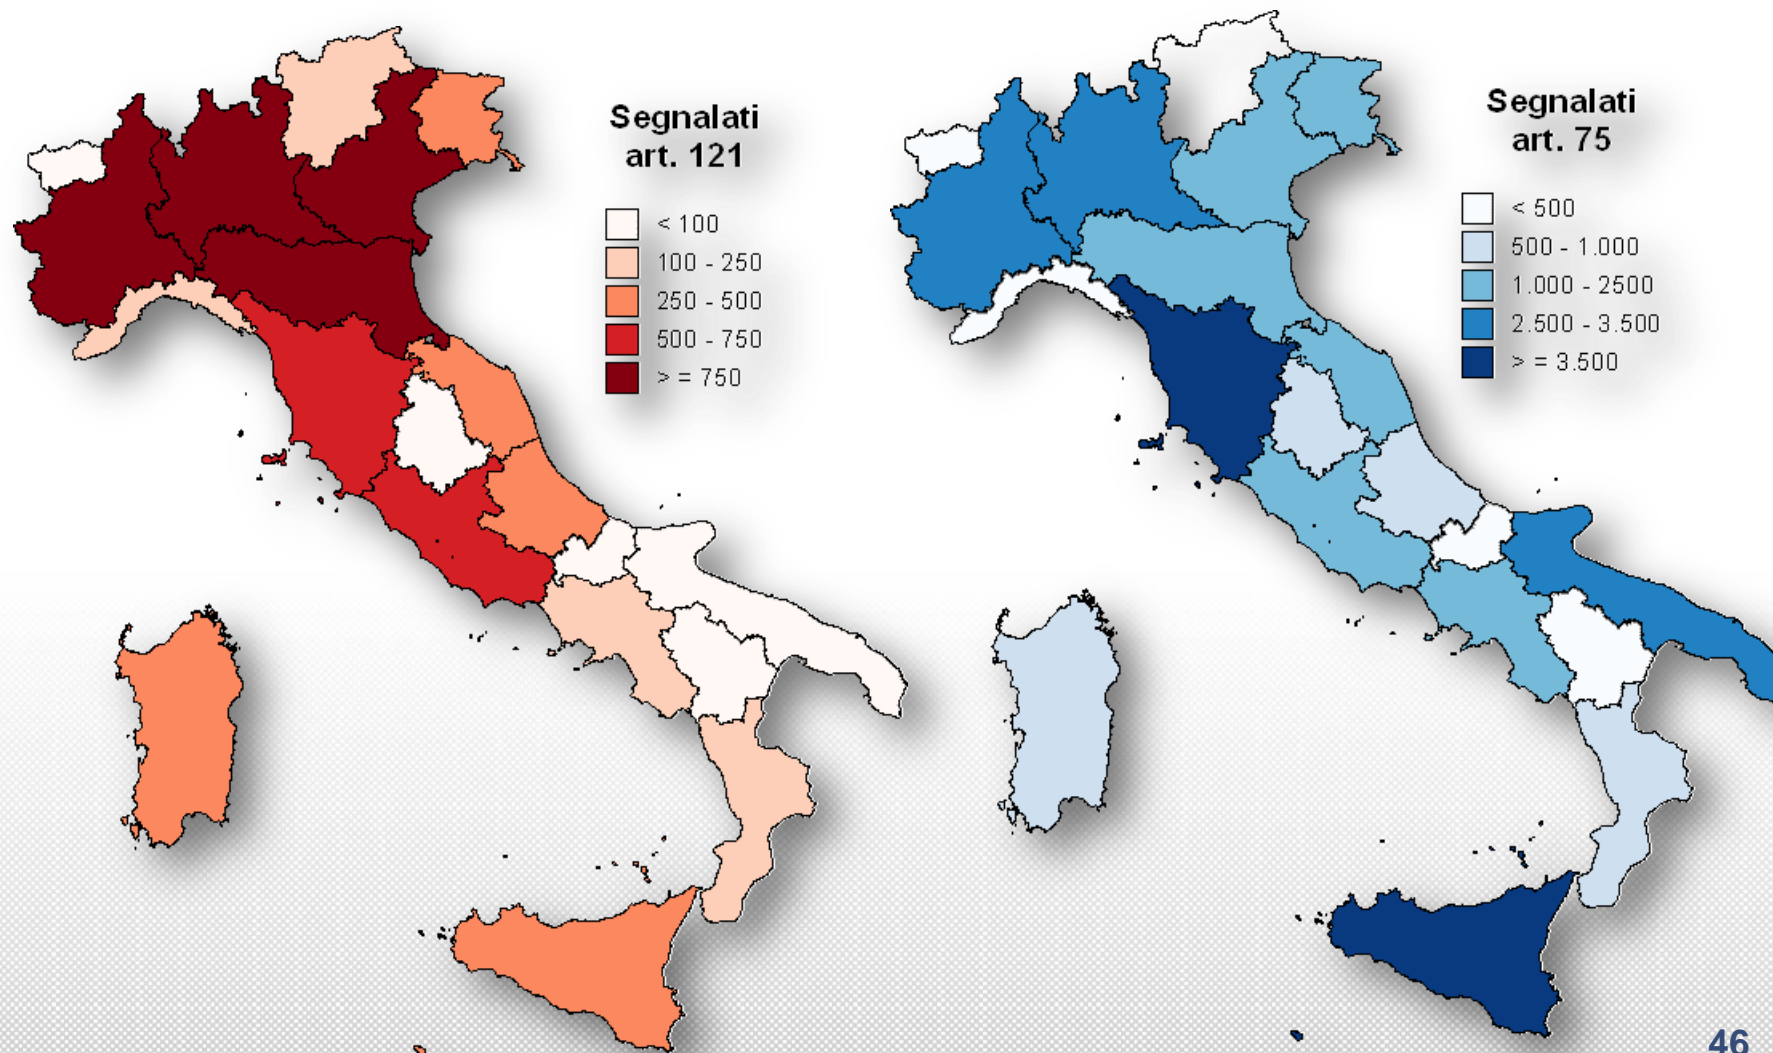 Segnalati
art. 121
< 100
100 - 250
250 - 500
500 - 750
> = 750
Segnalati
art. 75
< 500
500 - 1.000
1.000 - 2500
2.500 - 3.500
> = 3.500
46